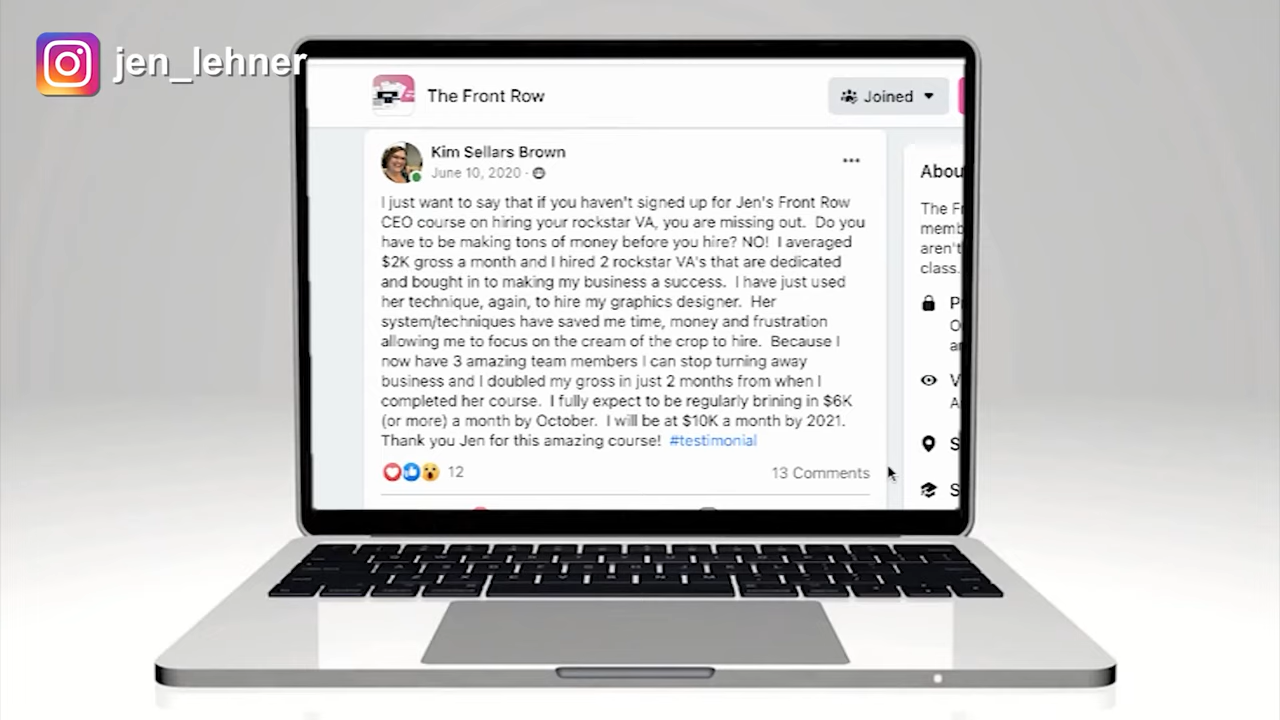 jen_lehner
The Front Row
Joined
Kim Sellars Brown
June 10, 2020 ·
I just want to say that if you haven't signed up for Jen's Front Row
CEO course on hiring your rockstar VA, you are missing out. Do you
have to be making tons of money before you hire? NO! I averaged
$2K gross a month and I hired 2 rockstar VA's that are dedicated
and bought in to making my business a success. I have just used
her technique, again, to hire my graphics designer. Her
system/techniques have saved me time, money and frustration
allowing me to focus on the cream of the crop to hire. Because I
now have 3 amazing team members I can stop turning away
business and I doubled my gross in just 2 months from when I
completed her course. I fully expect to be regularly brining in $6K
(or more) a month by October. I will be at $10K a month by 2021.
Thank you Jen for this amazing course! #testimonial
12
13 Comments
Abou
The F
memb
aren't
class.
P
O
a
V
A
S
S